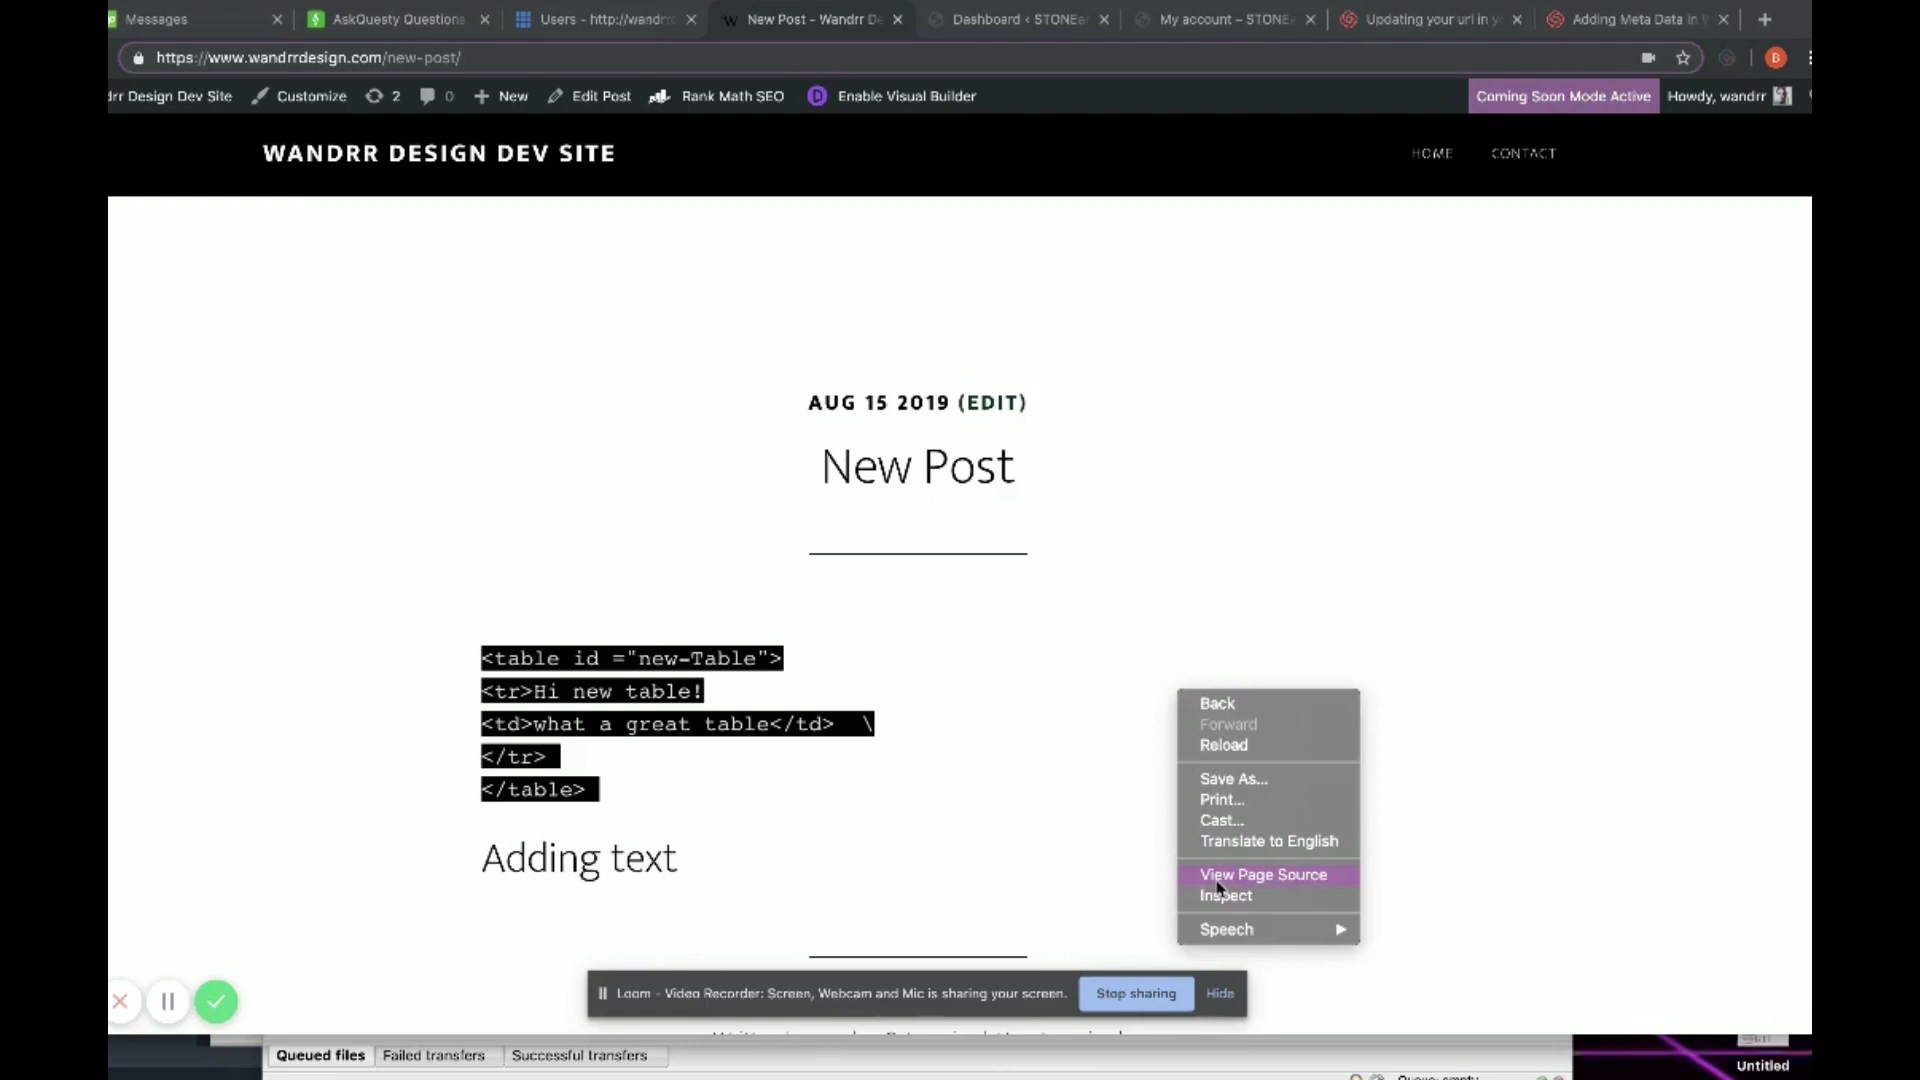 Messages
AskQuesty Questions
Users - http://wandrr
New Post - Wandrr De
Dashboard < STONEa
My account – STONE
Updating your url in y
Adding Meta Data in
https://www.wandrrdesign.com/new-post/
B
rr Design Dev Site
Customize
2
0
New
Edit Post
Rank Math SEO
D
Enable Visual Builder
Coming Soon Mode Active
Howdy, wandrr
WANDRR DESIGN DEV SITE
HOME
CONTACT
AUG 15 2019 (EDIT)
New Post
<table id ="new-Table">
<tr>Hi new table!
<td>what a great table</td>  \
</tr>
</table>
Adding text
Back
Forward
Reload
Save As...
Print...
Cast...
Translate to English
View Page Source
Inspect
Speech
Loom - Video Recorder: Screen, Webcam and Mic is sharing your screen.
Stop sharing
Hide
Queued files
Failed transfers
Successful transfers
Untitled